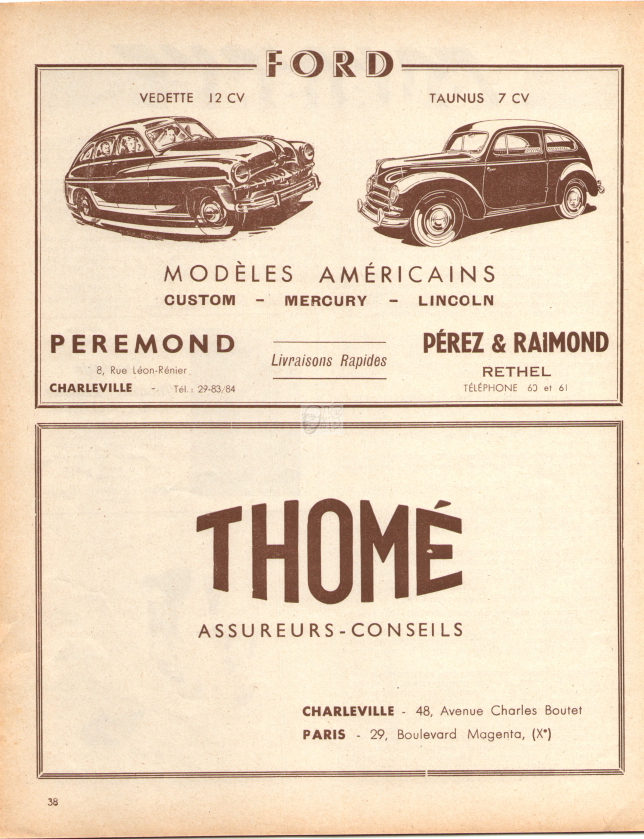 FORD
VEDETTE 12 CV
TAUNUS 7 CV
MODÈLES AMÉRICAINS
CUSTOM - MERCURY - LINCOLN
PEREMOND
8, Rue Léon-Rénier
CHARLEVILLE - Tél.: 29-83/84
Livraisons Rapides
PÉREZ & RAIMOND
RETHEL
TÉLÉPHONE 60 et 61
THOMÉ
ASSUREURS-CONSEILS
CHARLEVILLE - 48, Avenue Charles Boutet
PARIS - 29, Boulevard Magenta, (Xᵉ)
38